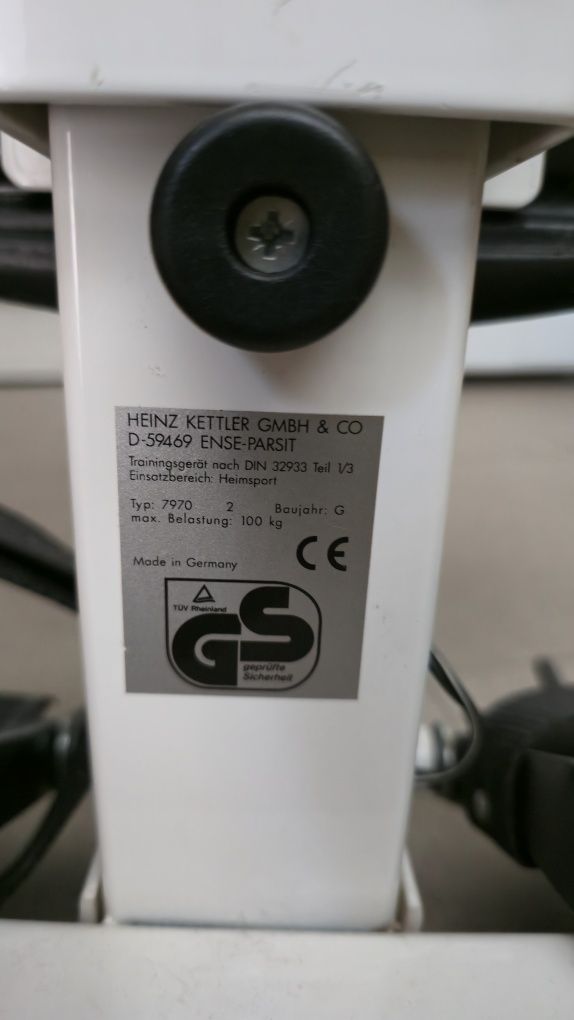 HEINZ KETTLER GMBH & CO
D-59469 ENSE-PARSIT
Trainingsgerät nach DIN 32933 Teil 1/3
Einsatzbereich: Heimsport
Typ: 7970 2 Baujahr: G
max. Belastung: 100 kg
Made in Germany CE
TÜV Rheinland
GS
geprüfte
Sicherheit